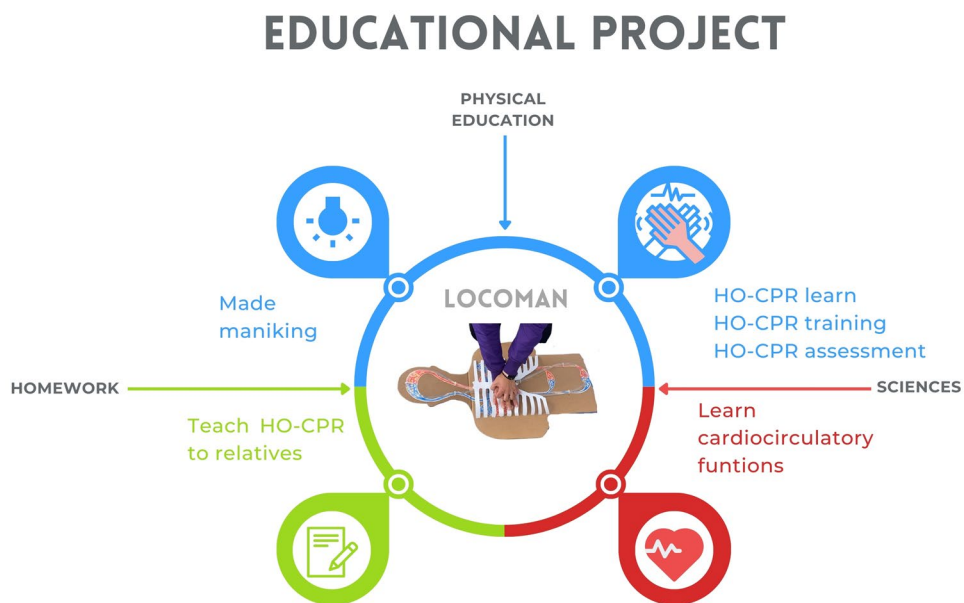 EDUCATIONAL PROJECT
PHYSICAL
EDUCATION
LOCOMAN
Made
maniking
HO-CPR learn
HO-CPR training
HO-CPR assessment
HOMEWORK
SCIENCES
Teach HO-CPR
to relatives
Learn
cardiocirculatory
funtions